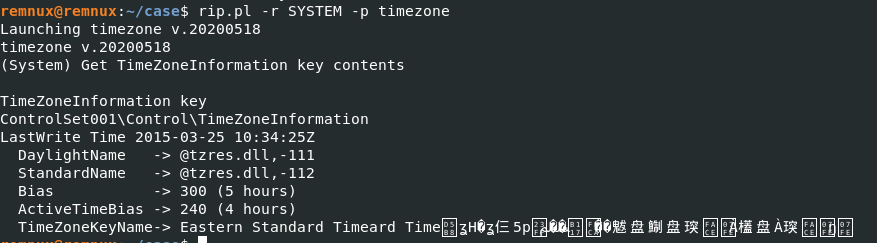 remnux@remnux:~/case$ rip.pl -r SYSTEM -p timezone
Launching timezone v.20200518
timezone v.20200518
(System) Get TimeZoneInformation key contents
TimeZoneInformation key
ControlSet001\Control\TimeZoneInformation
LastWrite Time 2015-03-25 10:34:25Z
DaylightName   -> @tzres.dll,-111
StandardName   -> @tzres.dll,-112
Bias           -> 300 (5 hours)
ActiveTimeBias -> 240 (4 hours)
TimeZoneKeyName-> Eastern Standard Timeard Time